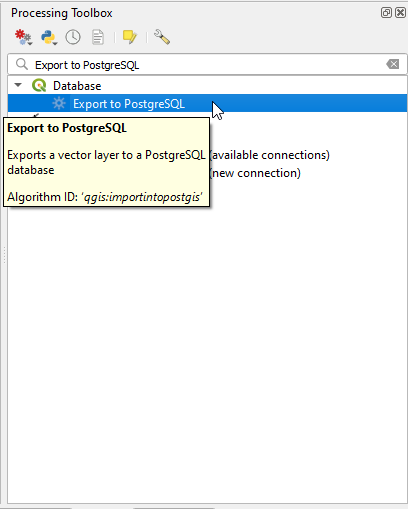 Processing Toolbox
Export to PostgreSQL
Database
Export to PostgreSQL
Export to PostgreSQL
Exports a vector layer to a PostgreSQL
database
Algorithm ID: 'qgis:importintopostgis'
(available connections)
(new connection)